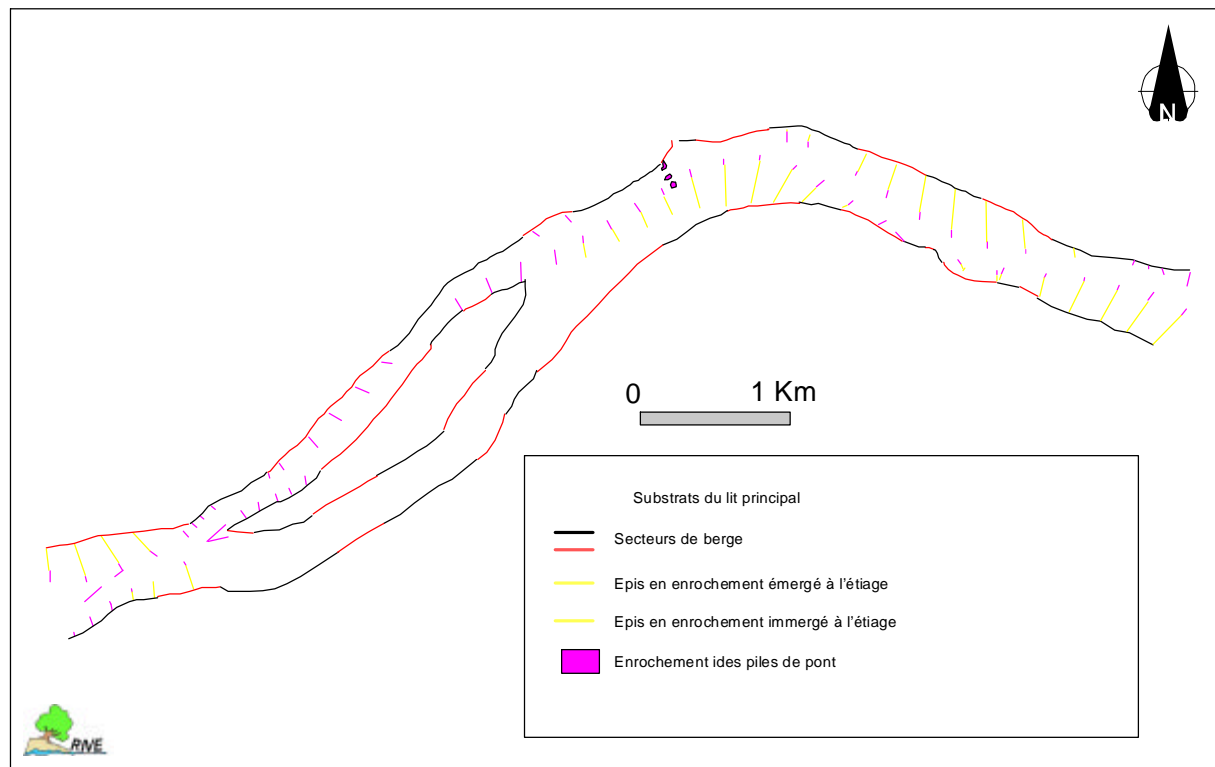 N
0 1 Km
Substrats du lit principal
Secteurs de berge
Epis en enrochement émergé à l'étiage
Epis en enrochement immergé à l'étiage
Enrochement ides piles de pont
RIVE